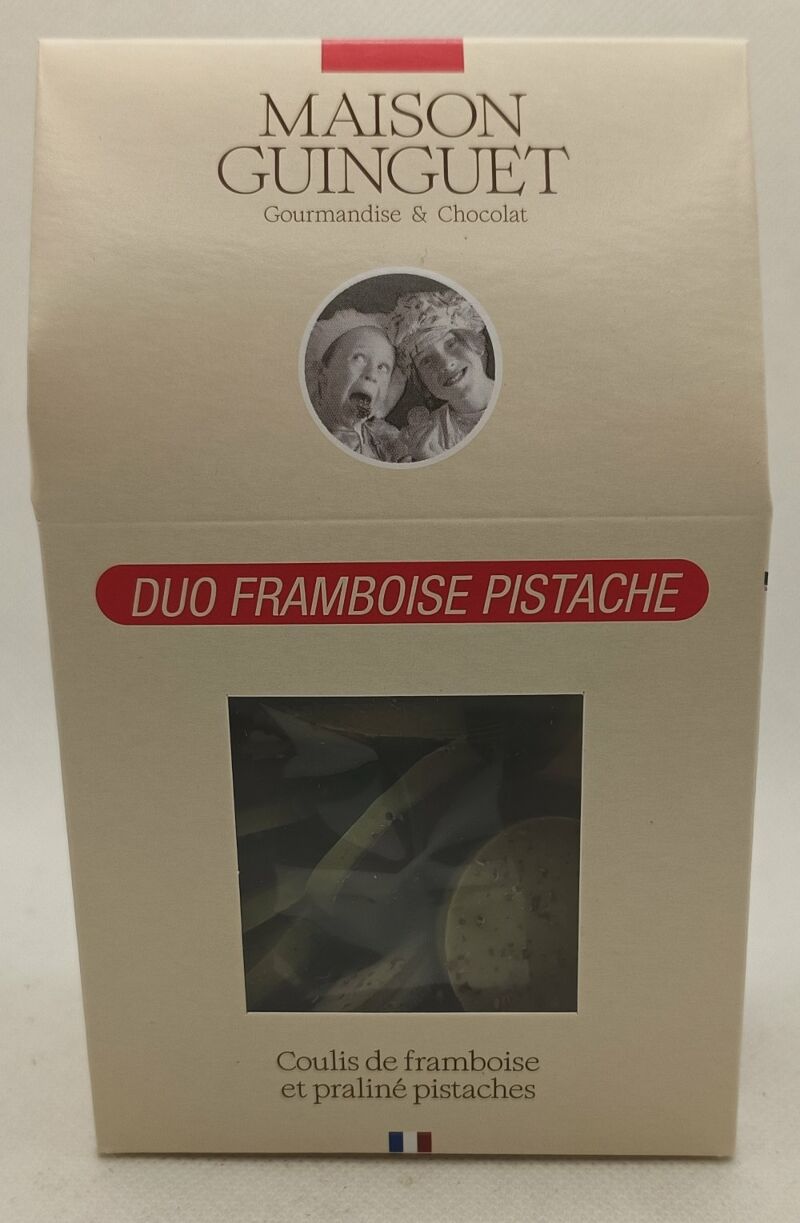 MAISON
GUINGUET
Gourmandise & Chocolat
DUO FRAMBOISE PISTACHE
Coulis de framboise
et praliné pistaches